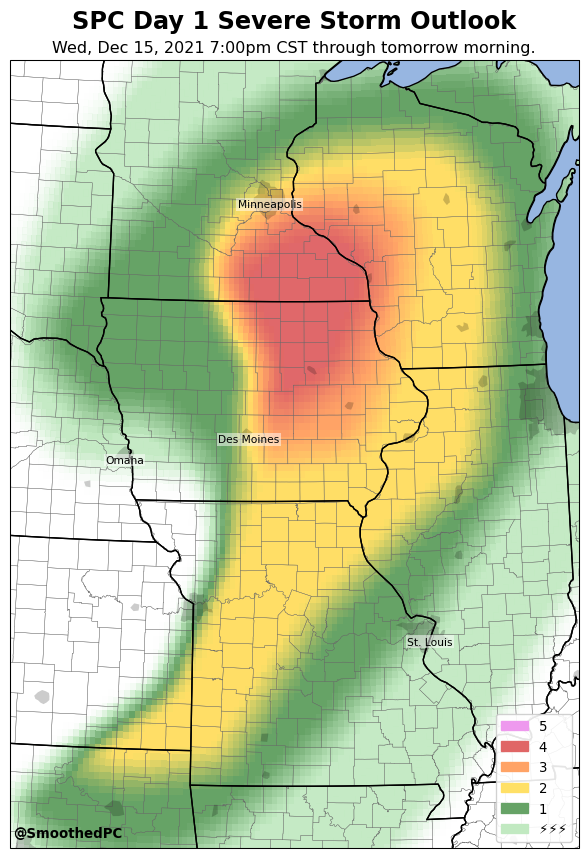 SPC Day 1 Severe Storm Outlook
Wed, Dec 15, 2021 7:00pm CST through tomorrow morning.
Minneapolis
Des Moines
Omaha
St. Louis
5
4
3
2
1
⚡⚡⚡
@SmoothedPC